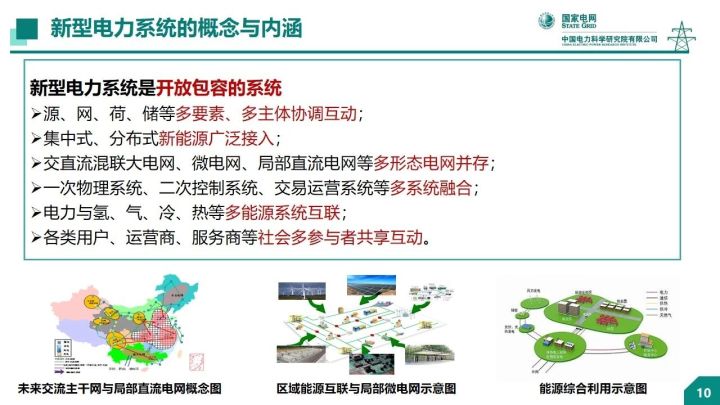 新型电力系统的概念与内涵
国家电网
STATE GRID
中国电力科学研究院有限公司
CHINA ELECTRIC POWER RESEARCH INSTITUTE
新型电力系统是开放包容的系统
➢源、网、荷、储等多要素、多主体协调互动；
➢集中式、分布式新能源广泛接入；
➢交直流混联大电网、微电网、局部直流电网等多形态电网并存；
➢一次物理系统、二次控制系统、交易运营系统等多系统融合；
➢电力与氢、气、冷、热等多能源系统互联；
➢各类用户、运营商、服务商等社会多参与者共享互动。
电力
天然气
未来交流主干网与局部直流电网概念图
区域能源互联与局部微电网示意图
能源综合利用示意图
10